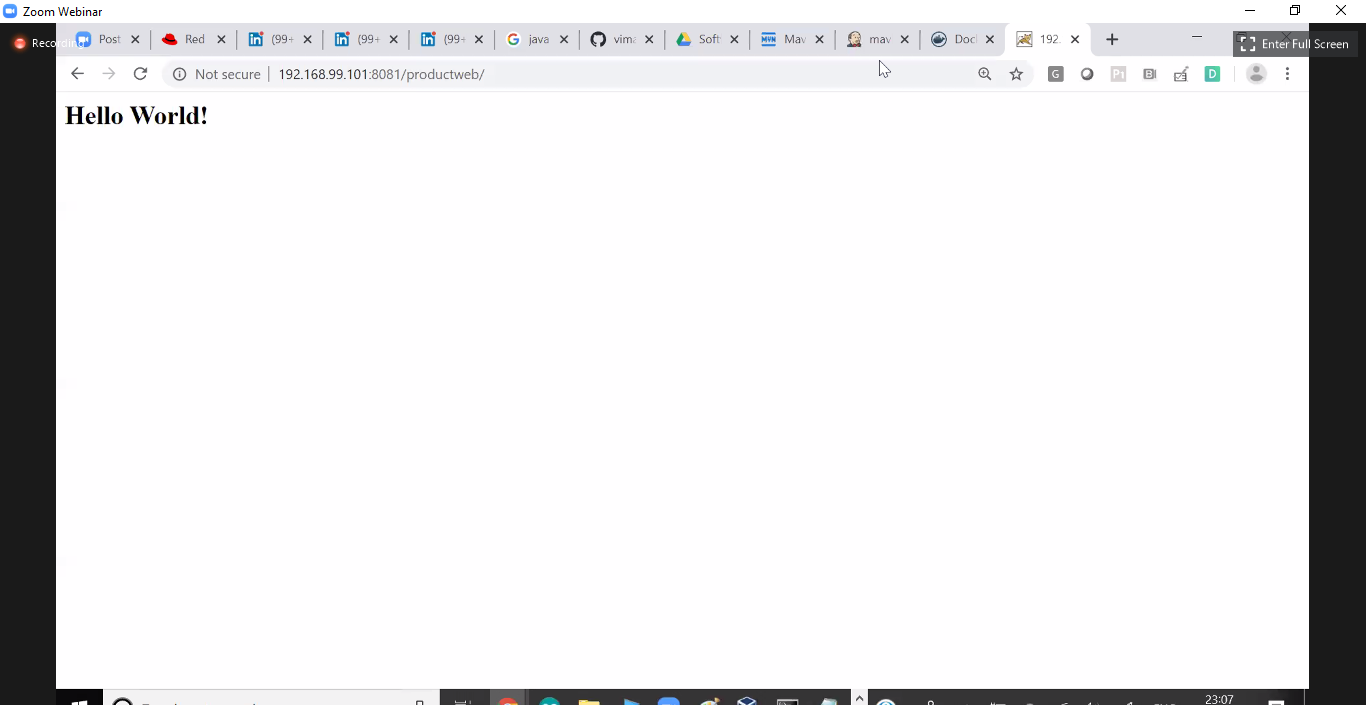 Zoom Webinar
Recording
Post
Red
(99+
(99+
(99+
java
vima
Soft
Mav
mav
Doc
192.
Enter Full Screen
Not secure
192.168.99.101:8081/productweb/
G
P1
B
D
Hello World!
23:07